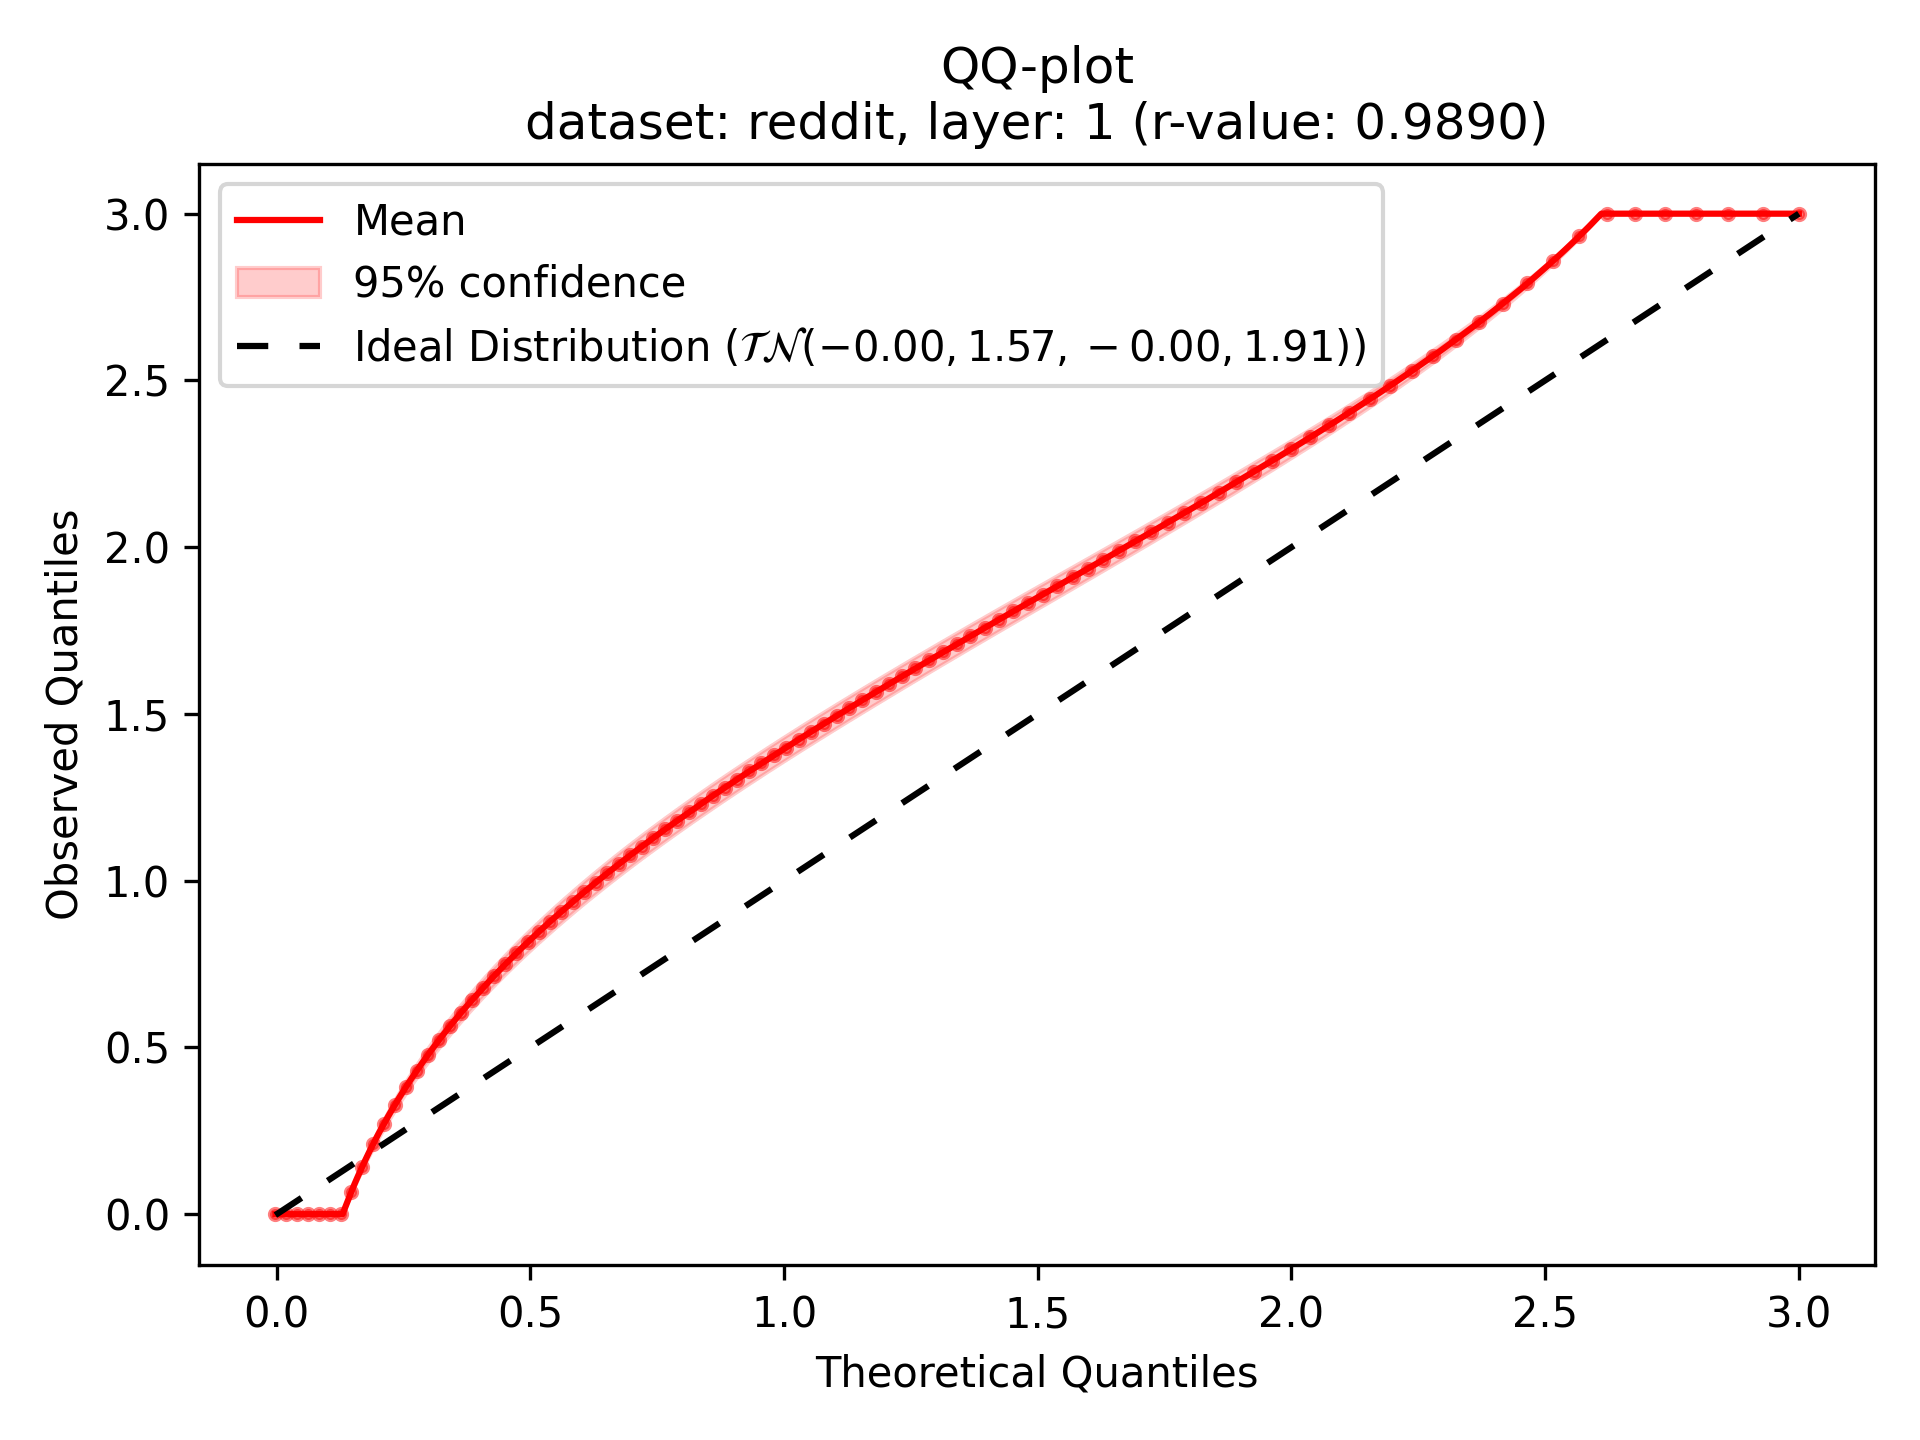 QQ-plot
dataset: reddit, layer: 1 (r-value: 0.9890)
Mean
95% confidence
Ideal Distribution (𝒯𝒩(−0.00, 1.57, − 0.00, 1.91))
3.0
2.5
2.0
1.5
1.0
0.5
0.0
Observed Quantiles
0.0 0.5 1.0 1.5 2.0 2.5 3.0
Theoretical Quantiles